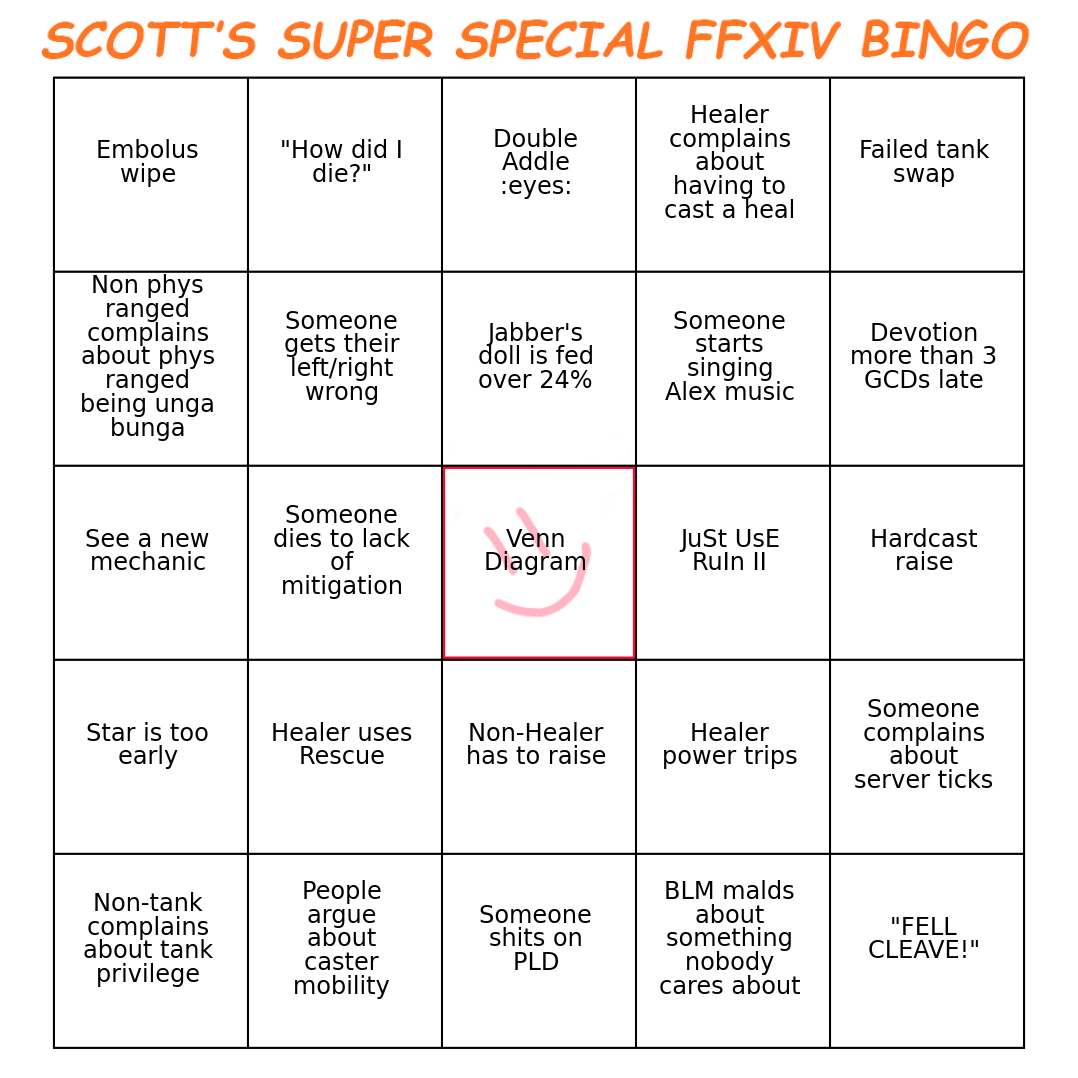 SCOTT'S SUPER SPECIAL FFXIV BINGO
Embolus
wipe
"How did I
die?"
Double
Addle
:eyes:
Healer
complains
about
having to
cast a heal
Failed tank
swap
Non phys
ranged
complains
about phys
ranged
being unga
bunga
Someone
gets their
left/right
wrong
Jabber's
doll is fed
over 24%
Someone
starts
singing
Alex music
Devotion
more than 3
GCDs late
See a new
mechanic
Someone
dies to lack
of
mitigation
Venn
Diagram
JuSt UsE
RuIn II
Hardcast
raise
Star is too
early
Healer uses
Rescue
Non-Healer
has to raise
Healer
power trips
Someone
complains
about
server ticks
Non-tank
complains
about tank
privilege
People
argue
about
caster
mobility
Someone
shits on
PLD
BLM malds
about
something
nobody
cares about
"FELL
CLEAVE!"